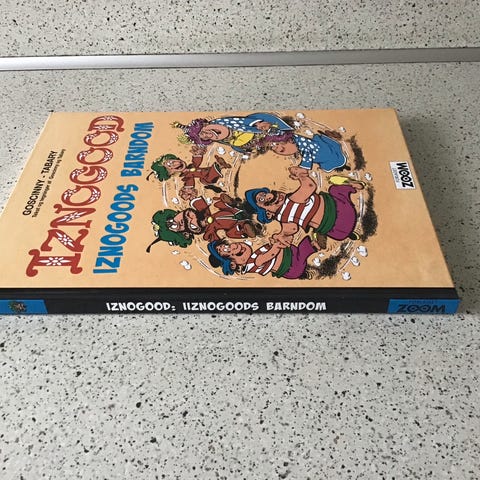 GOSCINNY - TABARY
IZNOGOOD
IZNOGOODS BARNDOM
ZOOM
IZNOGOOD: IIZNOGOODS BARNDOM
ZOOM